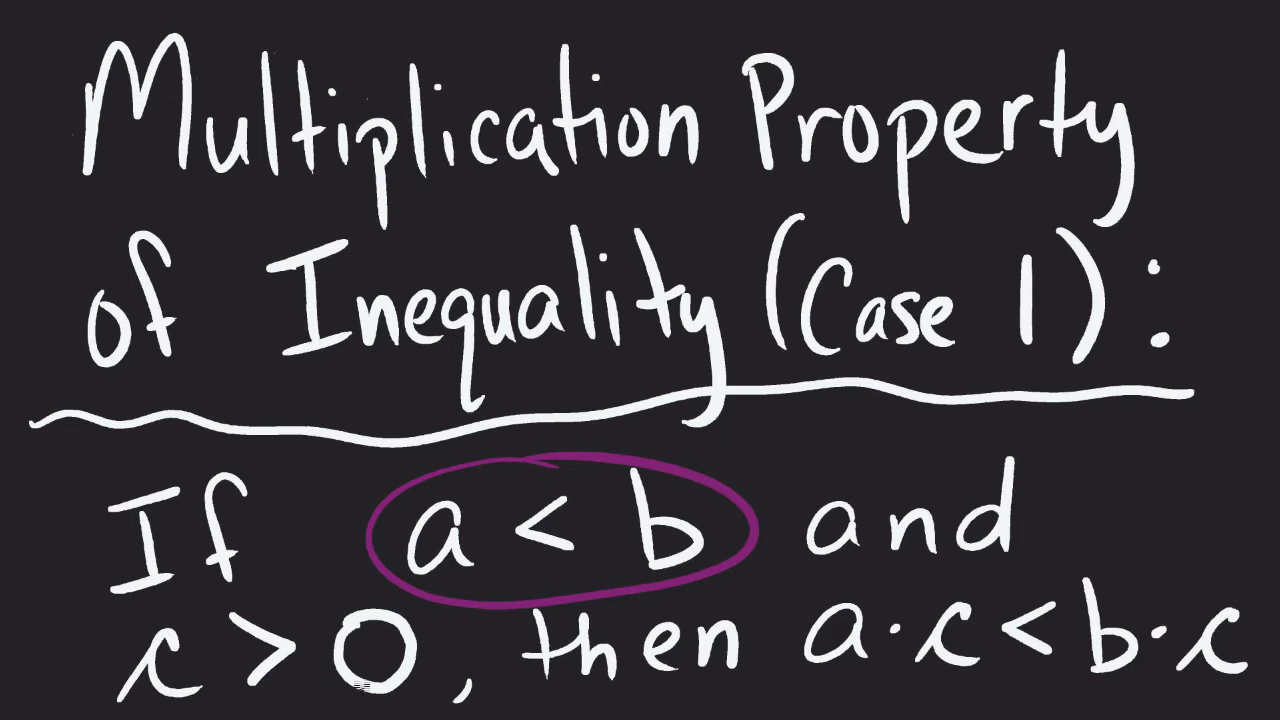 Multiplication Property
of Inequality (Case 1):
If a < b and
c > 0, then a·c < b·c